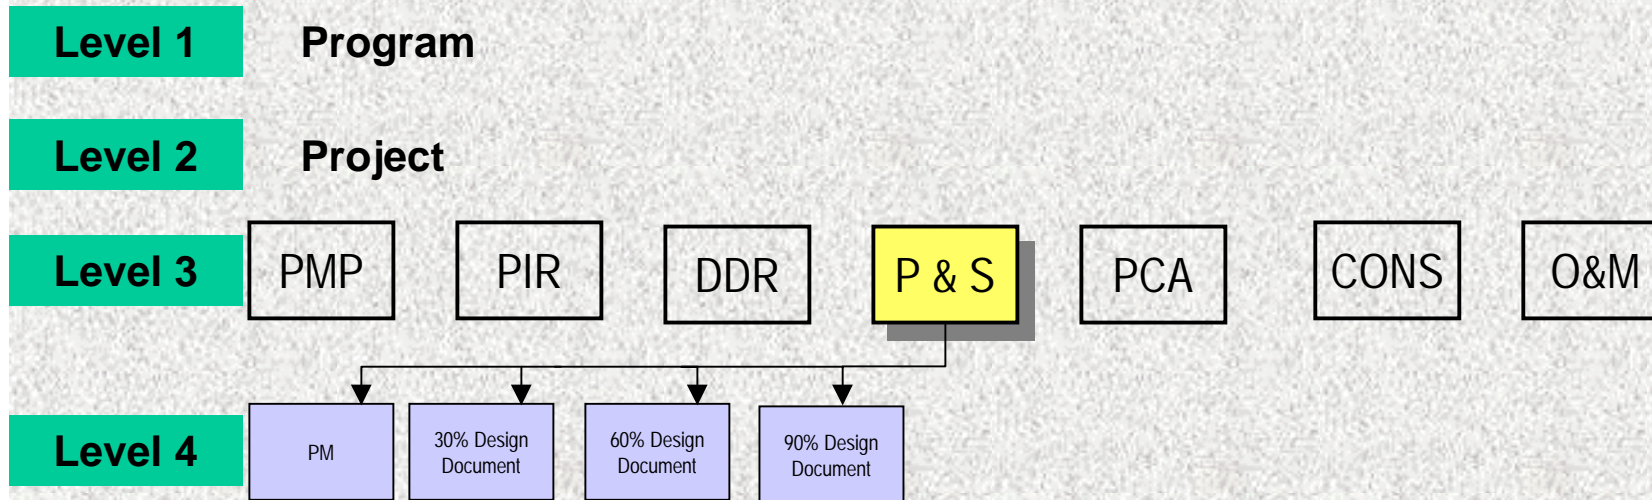 Level 1 Program
Level 2 Project
Level 3 PMP PIR DDR P & S PCA CONS O&M
Level 4 PM
30% Design
Document
60% Design
Document
90% Design
Document